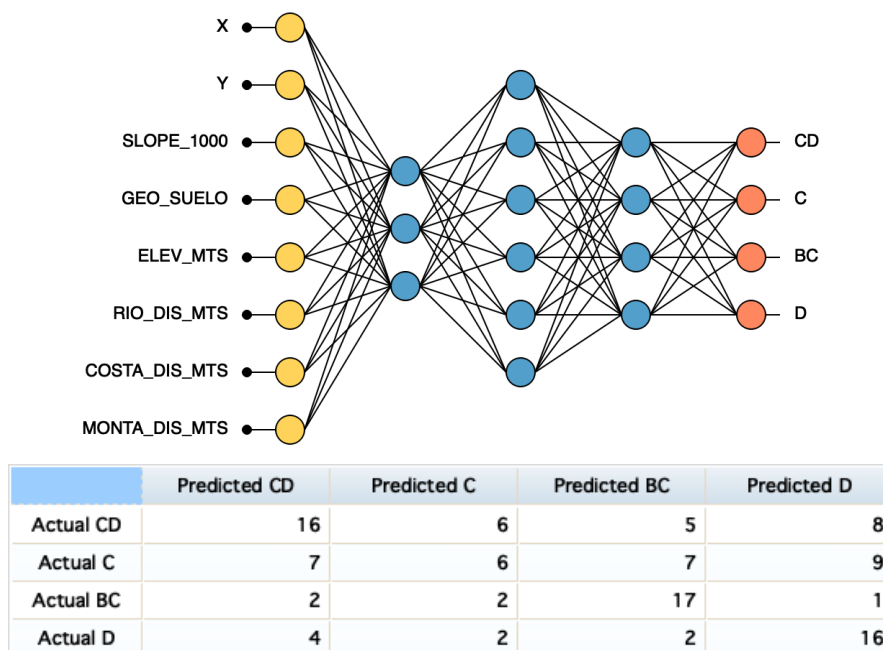 X
Y
SLOPE_1000
GEO_SUELO
ELEV_MTS
RIO_DIS_MTS
COSTA_DIS_MTS
MONTA_DIS_MTS
CD
C
BC
D
Predicted CD Predicted C Predicted BC Predicted D
Actual CD 16 6 5 8
Actual C 7 6 7 9
Actual BC 2 2 17 1
Actual D 4 2 2 16